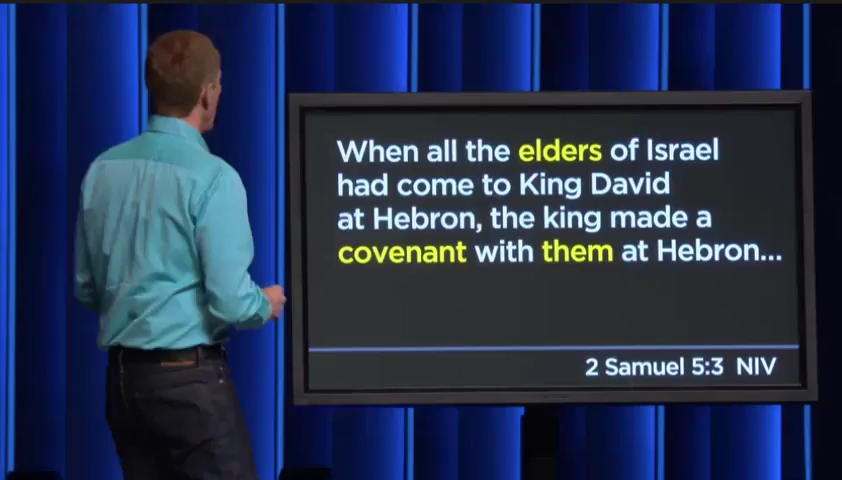 When all the elders of Israel
had come to King David
at Hebron, the king made a
covenant with them at Hebron...
2 Samuel 5:3 NIV